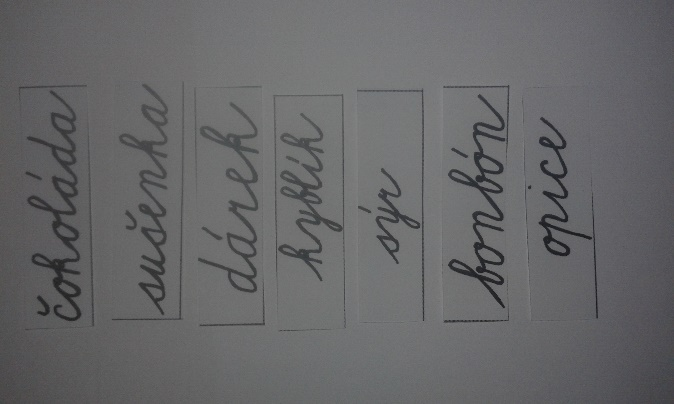 čokoláda
sušenka
dárek
kyblík
sýr
bonbón
opice